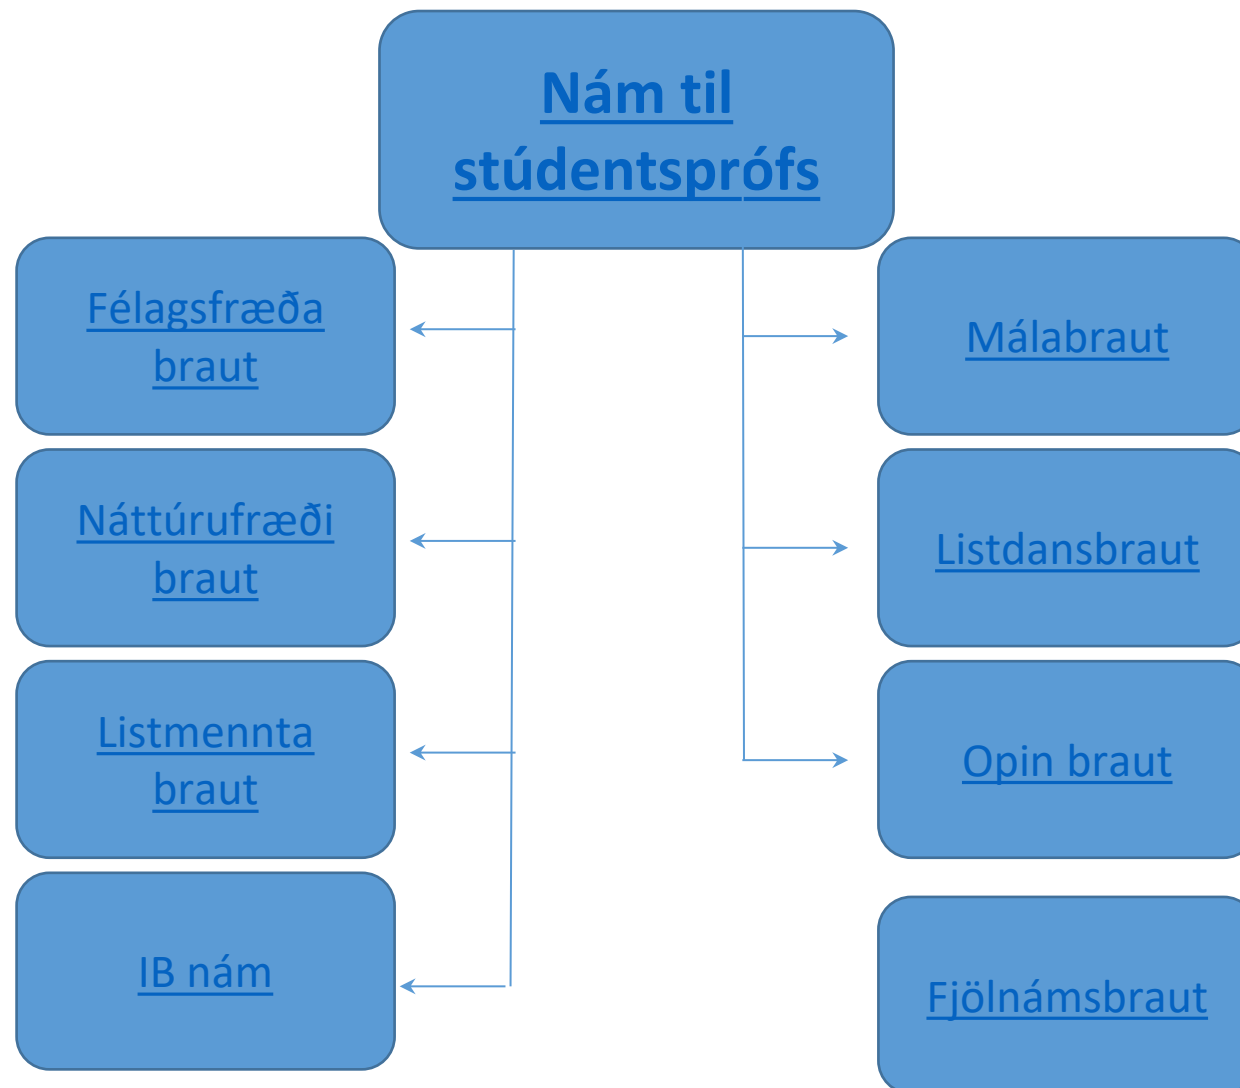 Nám til
stúdentsprófs
Félagsfræða
braut
Málabraut
Náttúrufræði
braut
Listdansbraut
Listmennta
braut
Opin braut
IB nám
Fjölnámsbraut